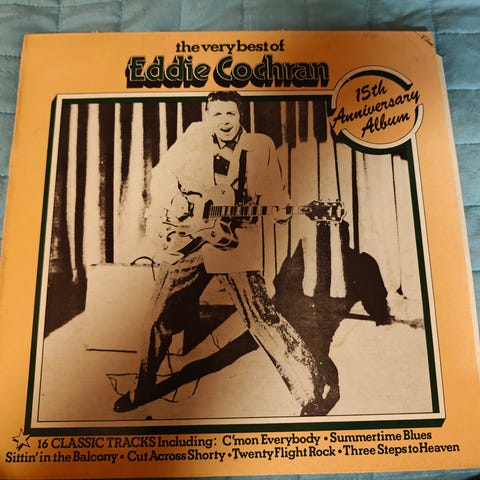 the very best of
Eddie Cochran
15th
Anniversary
Album
16 CLASSIC TRACKS Including: C'mon Everybody • Summertime Blues
Sittin' in the Balcony • Cut Across Shorty • Twenty Flight Rock • Three Steps to Heaven